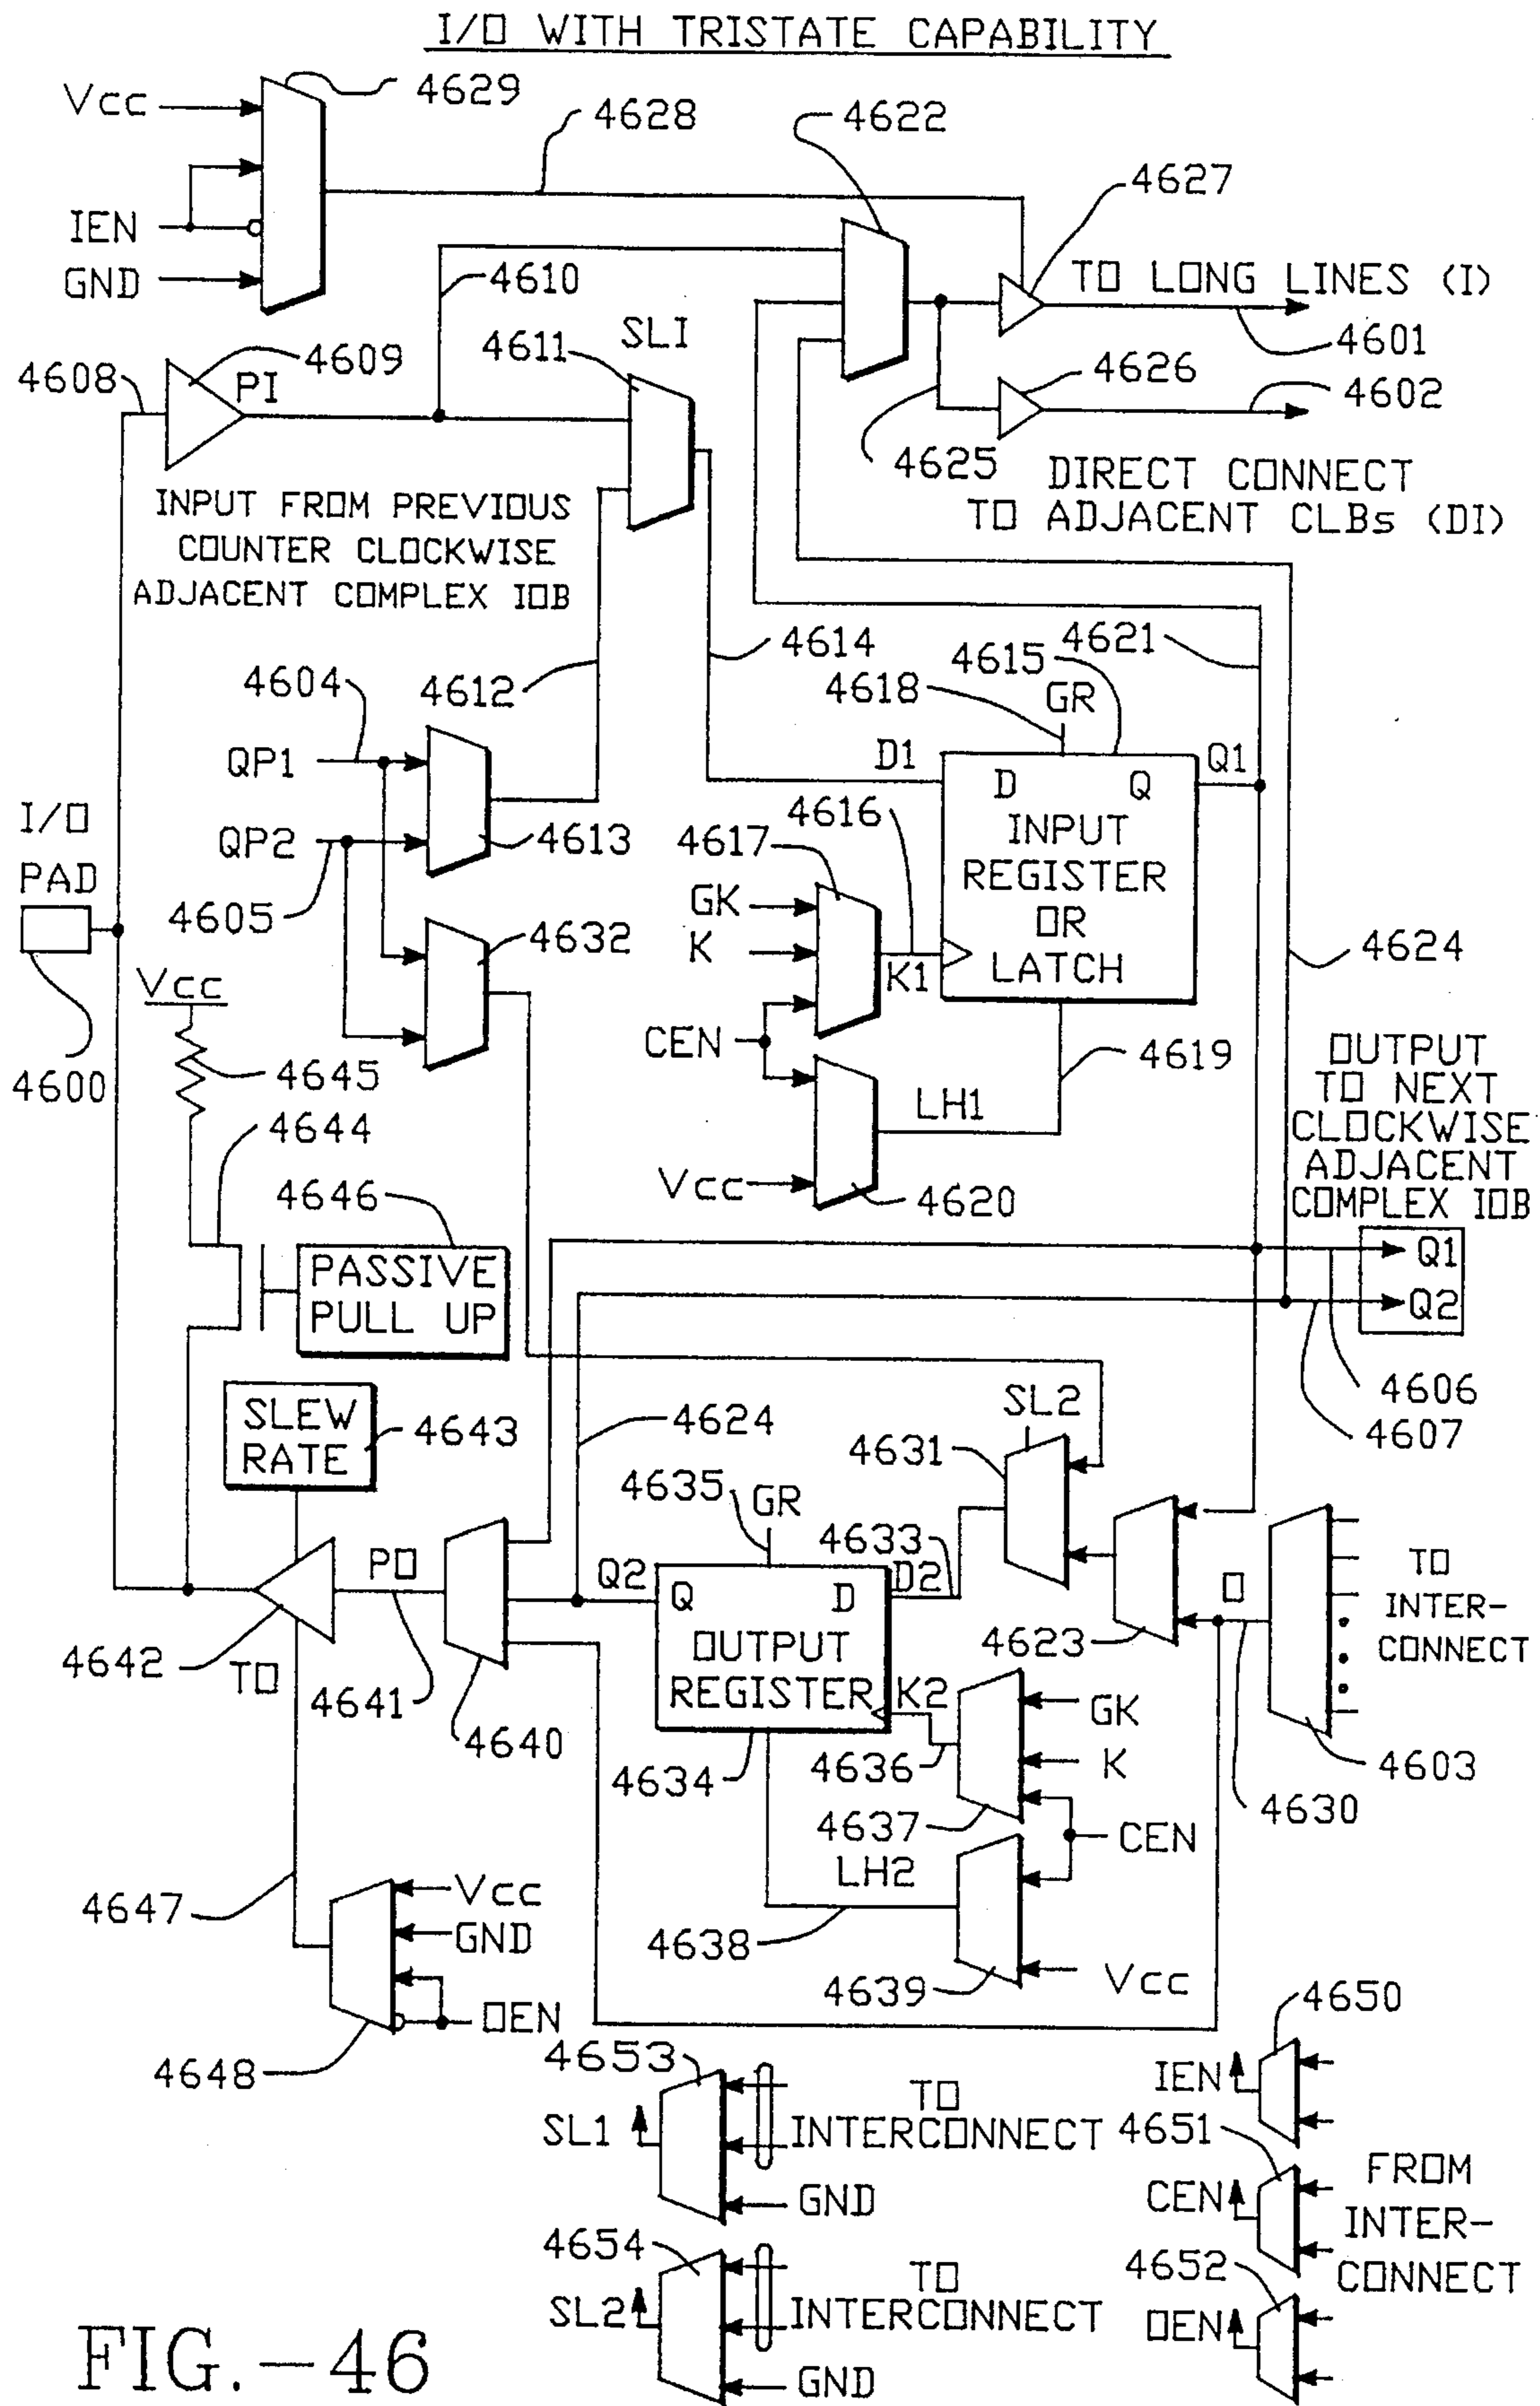 I/O WITH TRISTATE CAPABILITY
Vcc
4629
4628
4622
4627
IEN
GND
4610
TO LONG LINES (I)
4601
4608
4609
PI
4611
SLI
4626
4602
4625
DIRECT CONNECT
TO ADJACENT CLBs (DI)
INPUT FROM PREVIOUS
COUNTER CLOCKWISE
ADJACENT COMPLEX IOB
4604
4612
4614
4621
4615
4618
GR
QP1
D1
Q1
D Q
INPUT
REGISTER
OR
LATCH
I/O
PAD
QP2
4613
4617
4616
4605
4632
GK
K
K1
4624
Vcc
CEN
4619
4600
4645
LH1
OUTPUT
TO NEXT
CLOCKWISE
ADJACENT
COMPLEX IOB
4644
Vcc
4620
4646
PASSIVE
PULL UP
Q1
Q2
4606
4607
SLEW
RATE
4643
4624
SL2
4631
4635
GR
4633
PO
Q2
Q D
D2
OUTPUT
REGISTER
O
TO
INTER-
CONNECT
4642
TO
4641
4640
4623
K2
GK
4634
4636
K
4603
4630
4637
CEN
LH2
4647
Vcc
GND
4638
4639
Vcc
OEN
4648
4650
4653
IEN
SL1
TO
INTERCONNECT
4651
GND
CEN
FROM
INTER-
CONNECT
4654
4652
SL2
TO
INTERCONNECT
OEN
GND
FIG.-46